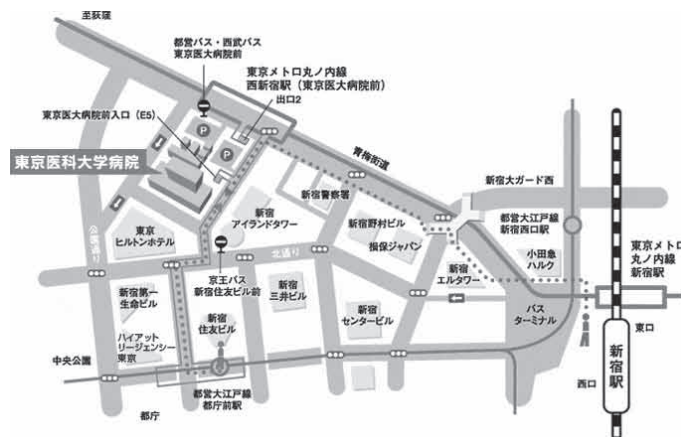 至荻窪
都営バス・西武バス
東京医大病院前
東京メトロ丸ノ内線
西新宿駅（東京医大病院前）
出口2
東京医大病院前入口（E5）
P
P
東京医科大学病院
青梅街道
新宿警察署
新宿大ガード西
新宿
アイランドタワー
新宿野村ビル
都営大江戸線
新宿西口駅
公園通り
東京
ヒルトンホテル
損保ジャパン
小田急
ハルク
東京メトロ
丸ノ内線
新宿駅
北通り
京王バス
新宿住友ビル前
新宿
エルタワー
新宿第一
生命ビル
新宿
三井ビル
新宿
住友ビル
新宿
センタービル
バス
ターミナル
ハイアット
リージェンシー
東京
東口
中央公園
新宿駅
西口
都営大江戸線
都庁前駅
都庁